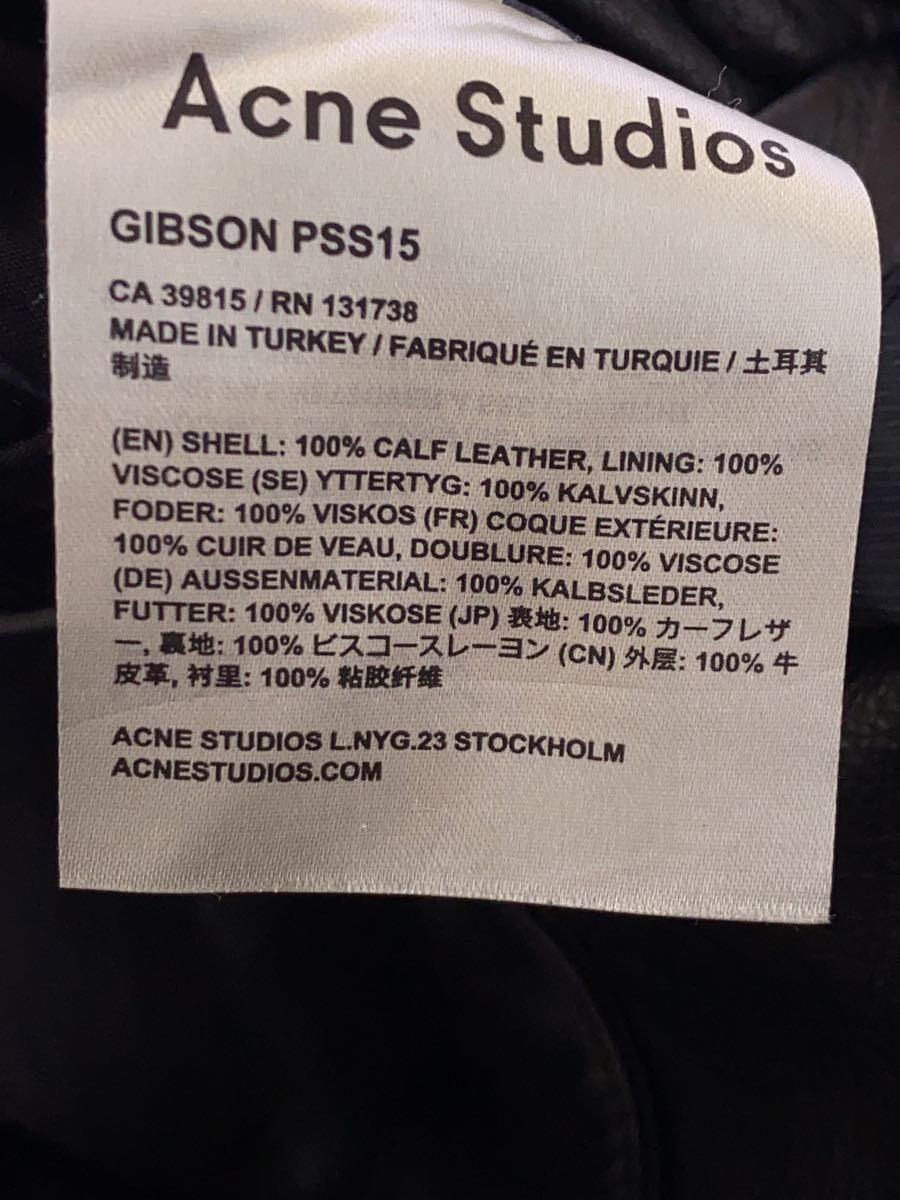 Acne Studios
GIBSON PSS15
CA 39815 / RN 131738
MADE IN TURKEY / FABRIQUÉ EN TURQUIE / 土耳其
制造
(EN) SHELL: 100% CALF LEATHER, LINING: 100%
VISCOSE (SE) YTTERTYG: 100% KALVSKINN,
FODER: 100% VISKOS (FR) COQUE EXTÉRIEURE:
100% CUIR DE VEAU, DOUBLURE: 100% VISCOSE
(DE) AUSSENMATERIAL: 100% KALBSLEDER,
FUTTER: 100% VISKOSE (JP) 表地: 100% カーフレザ
ー, 裏地: 100% ビスコースレーヨン (CN) 外层: 100% 牛
皮革, 衬里: 100% 粘胶纤维
ACNE STUDIOS L.NYG.23 STOCKHOLM
ACNESTUDIOS.COM